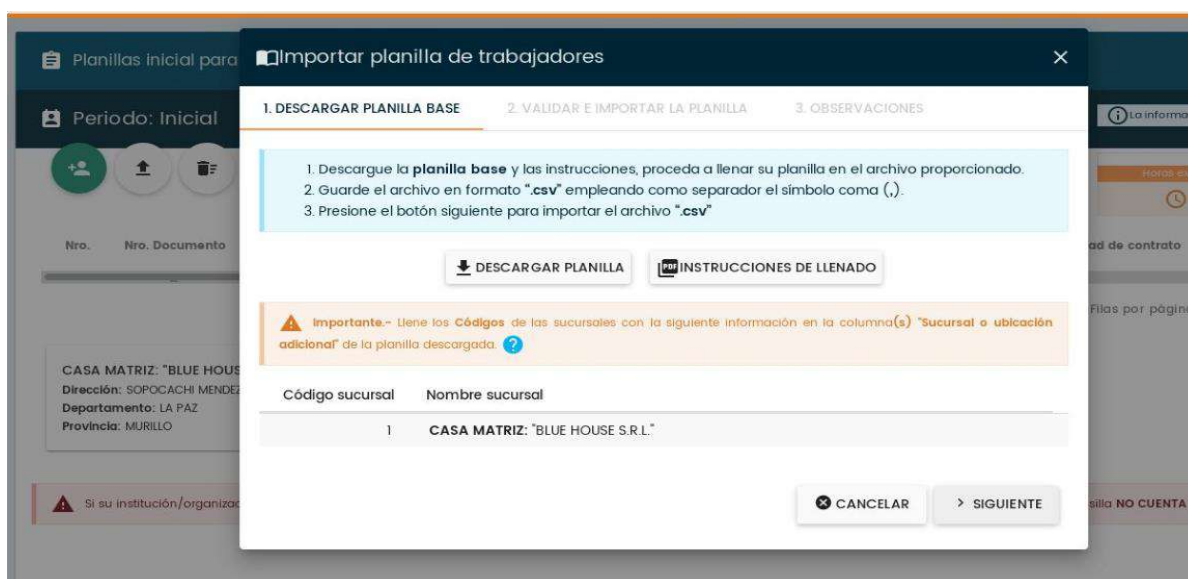 Planillas inicial para
Importar planilla de trabajadores
Periodo: Inicial
1. DESCARGAR PLANILLA BASE
2. VALIDAR E IMPORTAR LA PLANILLA
3. OBSERVACIONES
La informa
1. Descargue la planilla base y las instrucciones, proceda a llenar su planilla en el archivo proporcionado.
2. Guarde el archivo en formato ".csv" empleando como separador el símbolo coma (,).
3. Presione el botón siguiente para importar el archivo ".csv"
Horas ex
Nro.
Nro. Documento
ad de contrato
DESCARGAR PLANILLA
PDF INSTRUCCIONES DE LLENADO
Filas por página
Importante.- Llene los Códigos de las sucursales con la siguiente información en la columna(s) "Sucursal o ubicación
adicional" de la planilla descargada. ?
CASA MATRIZ: "BLUE HOUS
Dirección: SOPOCACHI MENDEZ
Departamento: LA PAZ
Provincia: MURILLO
Código sucursal
Nombre sucursal
1
CASA MATRIZ: "BLUE HOUSE S.R.L."
Si su institución/organizac
silla NO CUENTA
CANCELAR
SIGUIENTE